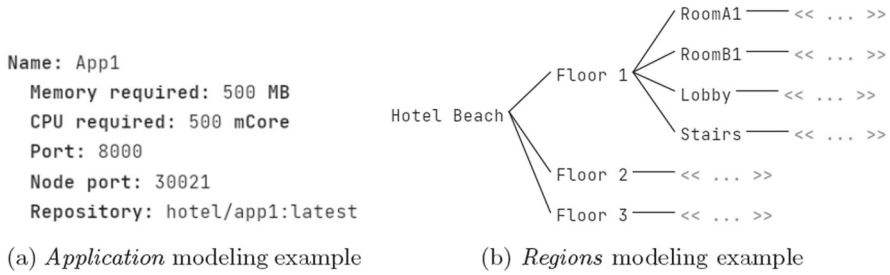 Name: App1
Memory required: 500 MB
CPU required: 500 mCore
Port: 8000
Node port: 30021
Repository: hotel/app1:latest
(a) Application modeling example
Hotel Beach
Floor 1
RoomA1 << ... >>
RoomB1 << ... >>
Lobby << ... >>
Stairs << ... >>
Floor 2 << ... >>
Floor 3 << ... >>
(b) Regions modeling example